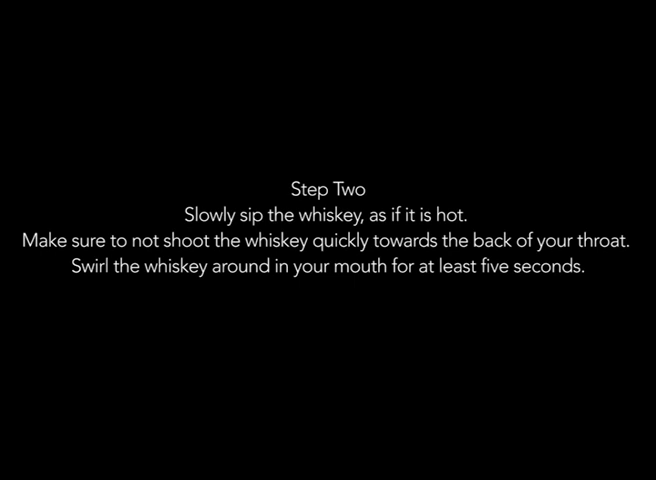 Step Two
Slowly sip the whiskey, as if it is hot.
Make sure to not shoot the whiskey quickly towards the back of your throat.
Swirl the whiskey around in your mouth for at least five seconds.